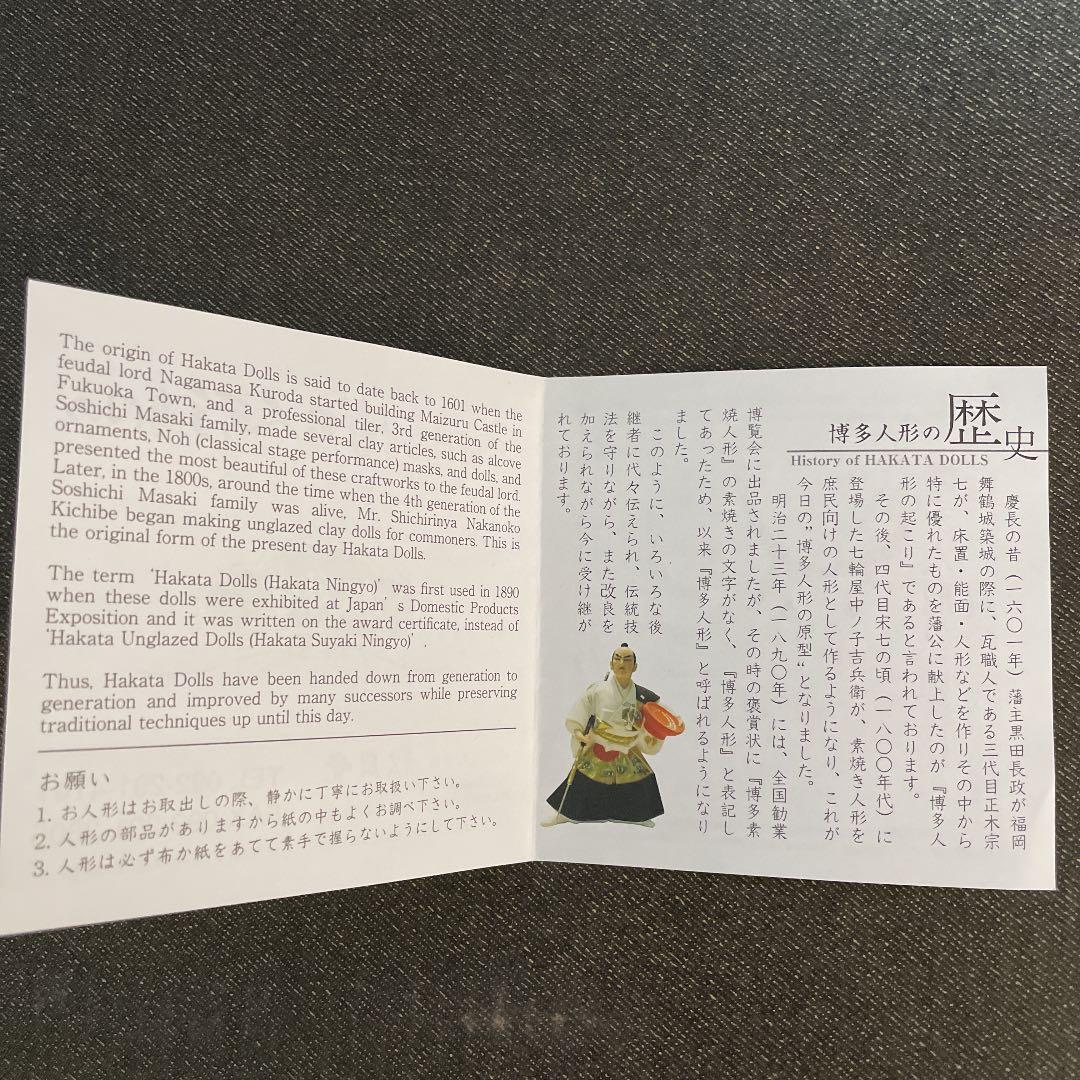 The origin of Hakata Dolls is said to date back to 1601 when the
feudal lord Nagamasa Kuroda started building Maizuru Castle in
Fukuoka Town, and a professional tiler, 3rd generation of the
Soshichi Masaki family, made several clay articles, such as alcove
ornaments, Noh (classical stage performance) masks, and dolls, and
presented the most beautiful of these craftworks to the feudal lord.
Later, in the 1800s, around the time when the 4th generation of the
Soshichi Masaki family was alive, Mr. Shichirinya Nakanoko
Kichibe began making unglazed clay dolls for commoners. This is
the original form of the present day Hakata Dolls.
The term ‘Hakata Dolls (Hakata Ningyo)’ was first used in 1890
when these dolls were exhibited at Japan’s Domestic Products
Exposition and it was written on the award certificate, instead of
‘Hakata Unglazed Dolls (Hakata Suyaki Ningyo)’.
Thus, Hakata Dolls have been handed down from generation to
generation and improved by many successors while preserving
traditional techniques up until this day.
お願い
1. お人形はお取出しの際、静かに丁寧にお取扱い下さい。
2. 人形の部品がありますから紙の中もよくお調べ下さい。
3. 人形は必ず布か紙をあてて素手で握らないようにして下さい。
博多人形の歴史
History of HAKATA DOLLS
慶長の昔（一六〇一年）藩主黒田長政が福岡
舞鶴城築城の際に、瓦職人である三代目正木宗
七が、床置・能面・人形などを作りその中から
特に優れたものを藩公に献上したのが『博多人
形の起こり』であると言われております。
その後、四代目宋七の頃（一八〇〇年代）に
登場した七輪屋中ノ子吉兵衛が、素焼き人形を
庶民向けの人形として作るようになり、これが
今日の”博多人形の原型“となりました。
明治二十三年（一八九〇年）には、全国勧業
博覧会に出品されましたが、その時の褒賞状に『博多素
焼人形』の素焼きの文字がなく、『博多人形』と表記し
てあったため、以来『博多人形』と呼ばれるようになり
ました。
このように、いろいろな後
継者に代々伝えられ、伝統技
法を守りながら、また改良を
加えられながら今に受け継が
れております。